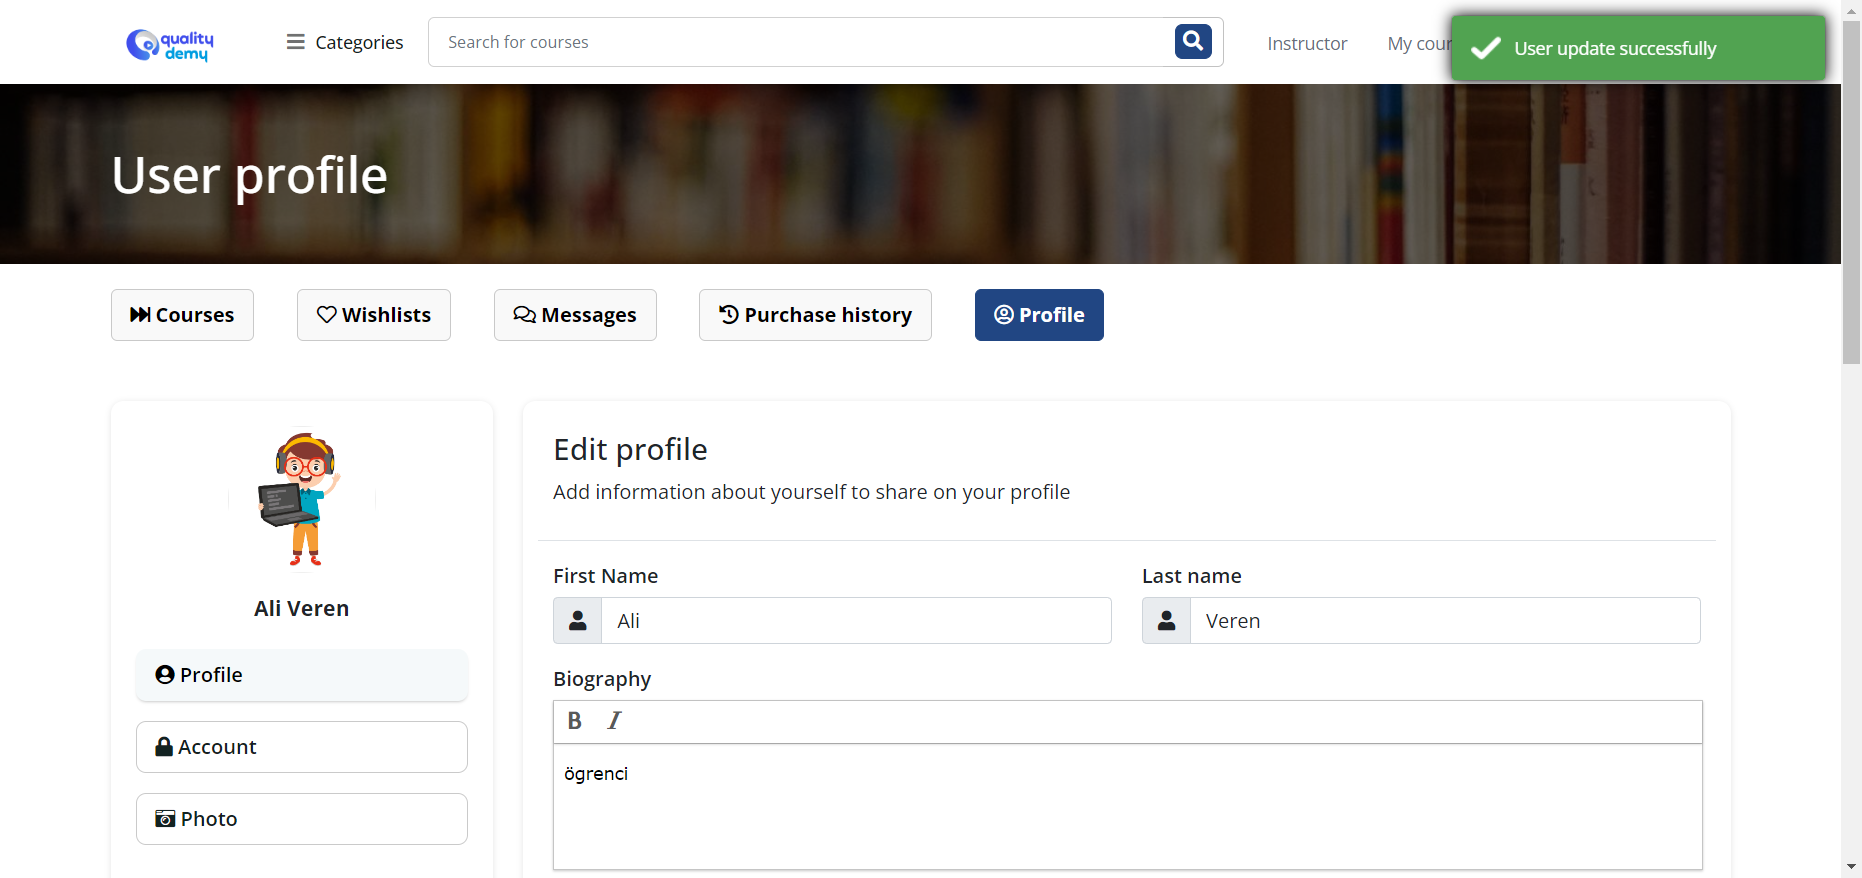 quality
demy
Categories
Search for courses
Instructor
My cour
User update successfully
User profile
Courses
Wishlists
Messages
Purchase history
Profile
Ali Veren
Profile
Account
Photo
Edit profile
Add information about yourself to share on your profile
First Name
Last name
Ali
Veren
Biography
B I
ögrenci